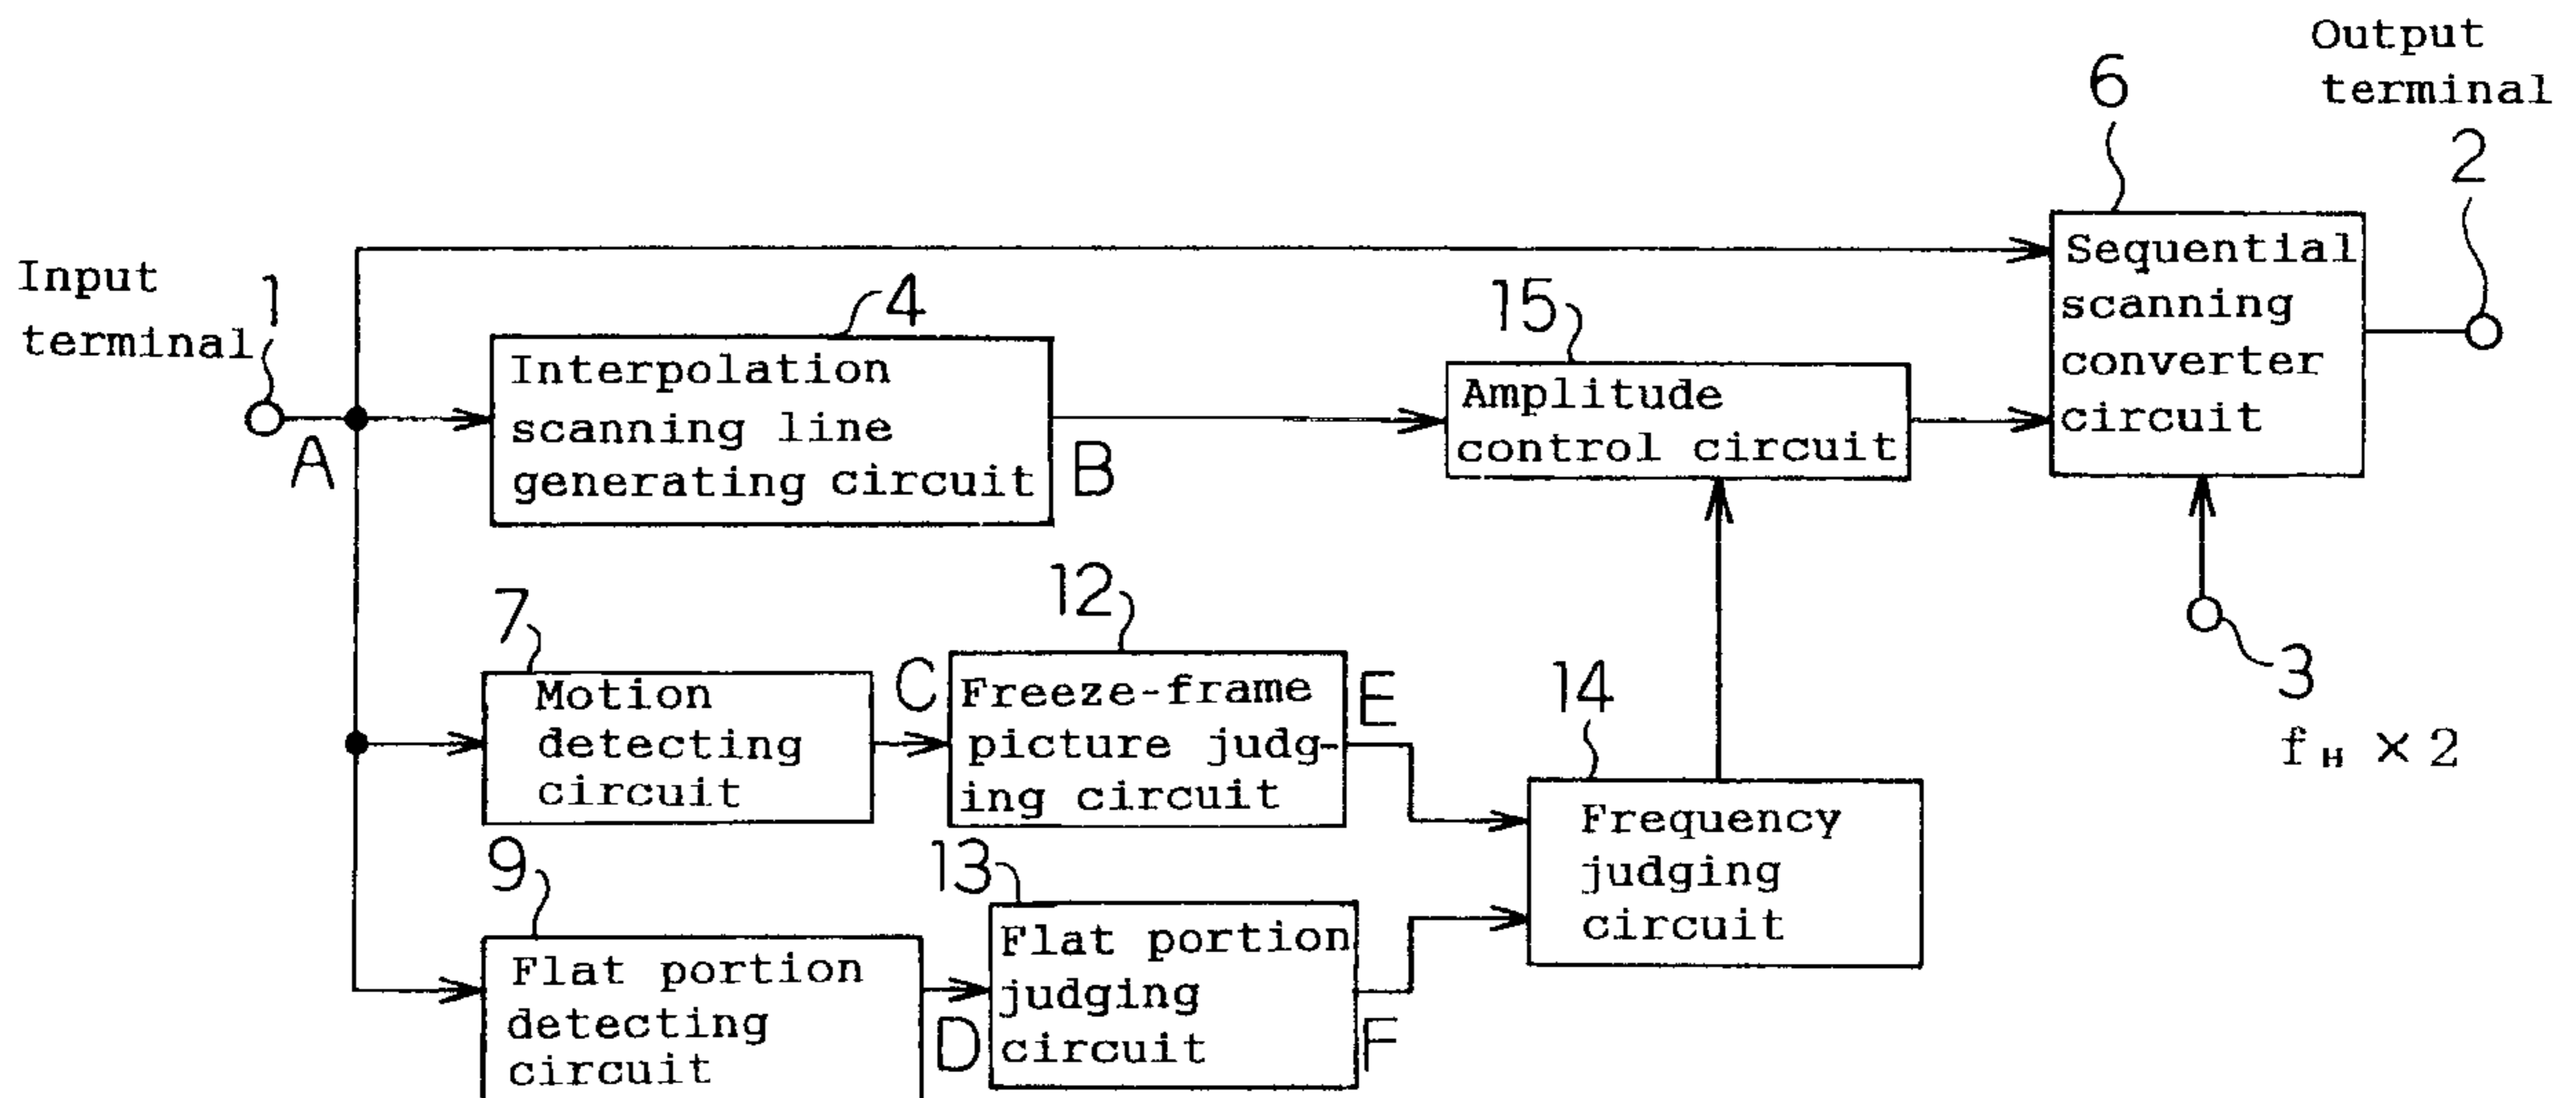 Output
terminal
2
6
Sequential
scanning
converter
circuit
Input
terminal
1
A
4
Interpolation
scanning line
generating circuit
B
15
Amplitude
control circuit
3
f H × 2
7
Motion
detecting
circuit
C
12
Freeze-frame
picture judg-
ing circuit
E
14
Frequency
judging
circuit
9
Flat portion
detecting
circuit
D
13
Flat portion
judging
circuit
F